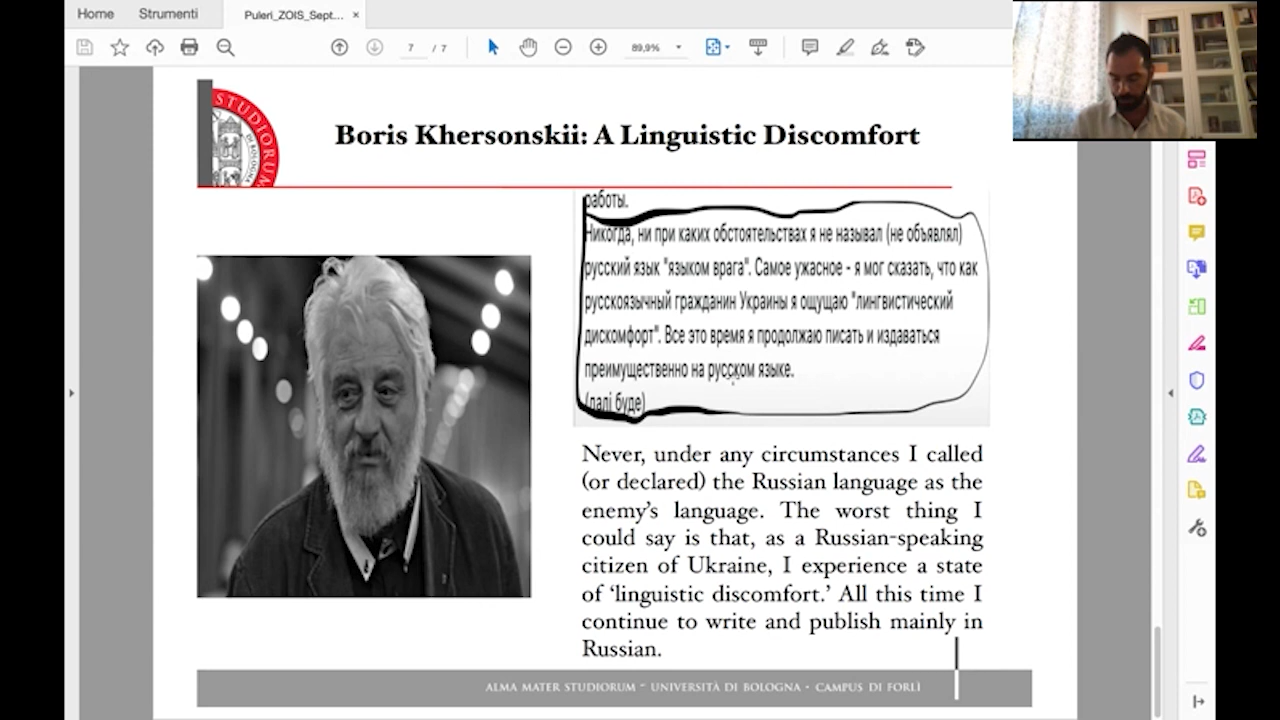 Home Strumenti Puleri_ZOIS_Sept... ×
7 / 7 89,9%
STUDIORUM
Boris Khersonskii: A Linguistic Discomfort
работы.
Никогда, ни при каких обстоятельствах я не называл (не объявлял)
русский язык "языком врага". Самое ужасное - я мог сказать, что как
русскоязычный гражданин Украины я ощущаю "лингвистический
дискомфорт". Все это время я продолжаю писать и издаваться
преимущественно на русском языке.
(далі буде)
Never, under any circumstances I called
(or declared) the Russian language as the
enemy's language. The worst thing I
could say is that, as a Russian-speaking
citizen of Ukraine, I experience a state
of ‘linguistic discomfort.’ All this time I
continue to write and publish mainly in
Russian.
ALMA MATER STUDIORUM ~ UNIVERSITÀ DI BOLOGNA • CAMPUS DI FORLÌ